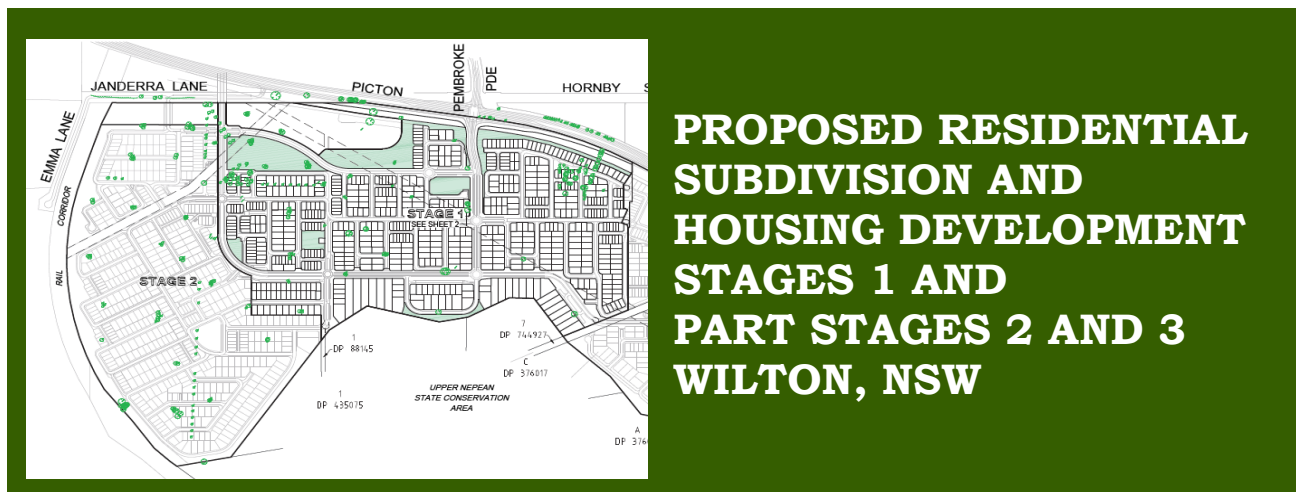 JANDERRA LANE
PICTON
PEMBROKE
PDE
HORNBY
EMMA LANE
CORRIDOR
RAIL
STAGE 1
SEE SHEET 2
STAGE 2
1
DP 88145
7
DP 744927
C
DP 376017
1
DP 435075
UPPER NEPEAN
STATE CONSERVATION
AREA
A
DP 376
PROPOSED RESIDENTIAL
SUBDIVISION AND
HOUSING DEVELOPMENT
STAGES 1 AND
PART STAGES 2 AND 3
WILTON, NSW